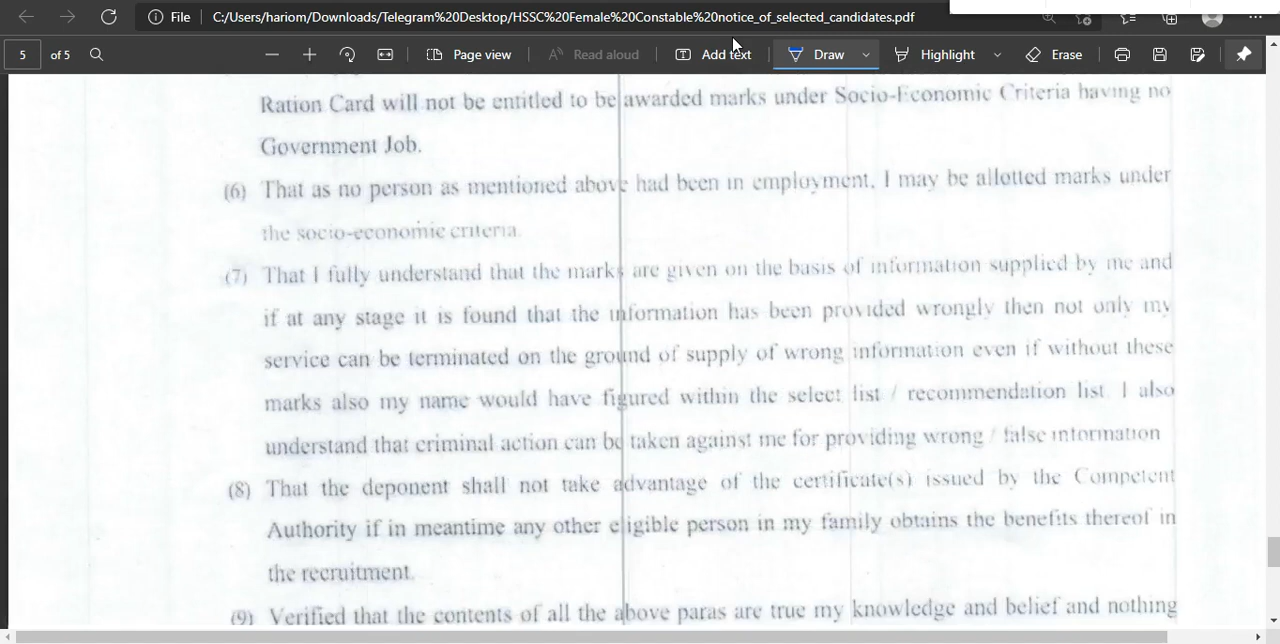 File C:/Users/hariom/Downloads/Telegram%20Desktop/HSSC%20Female%20Constable%20notice_of_selected_candidates.pdf
5 of 5 Page view Read aloud Add text Draw Highlight Erase
Ration Card will not be entitled to be awarded marks under Socio-Economic Criteria having no
Government Job.
(6) That as no person as mentioned above had been in employment, I may be allotted marks under
the socio-economic criteria.
(7) That I fully understand that the marks are given on the basis of information supplied by me and
if at any stage it is found that the information has been provided wrongly then not only my
service can be terminated on the ground of supply of wrong information even if without these
marks also my name would have figured within the select list / recommendation list. I also
understand that criminal action can be taken against me for providing wrong / false information
(8) That the deponent shall not take advantage of the certificate(s) issued by the Competent
Authority if in meantime any other eligible person in my family obtains the benefits thereof in
the recruitment.
(9) Verified that the contents of all the above paras are true my knowledge and belief and nothing